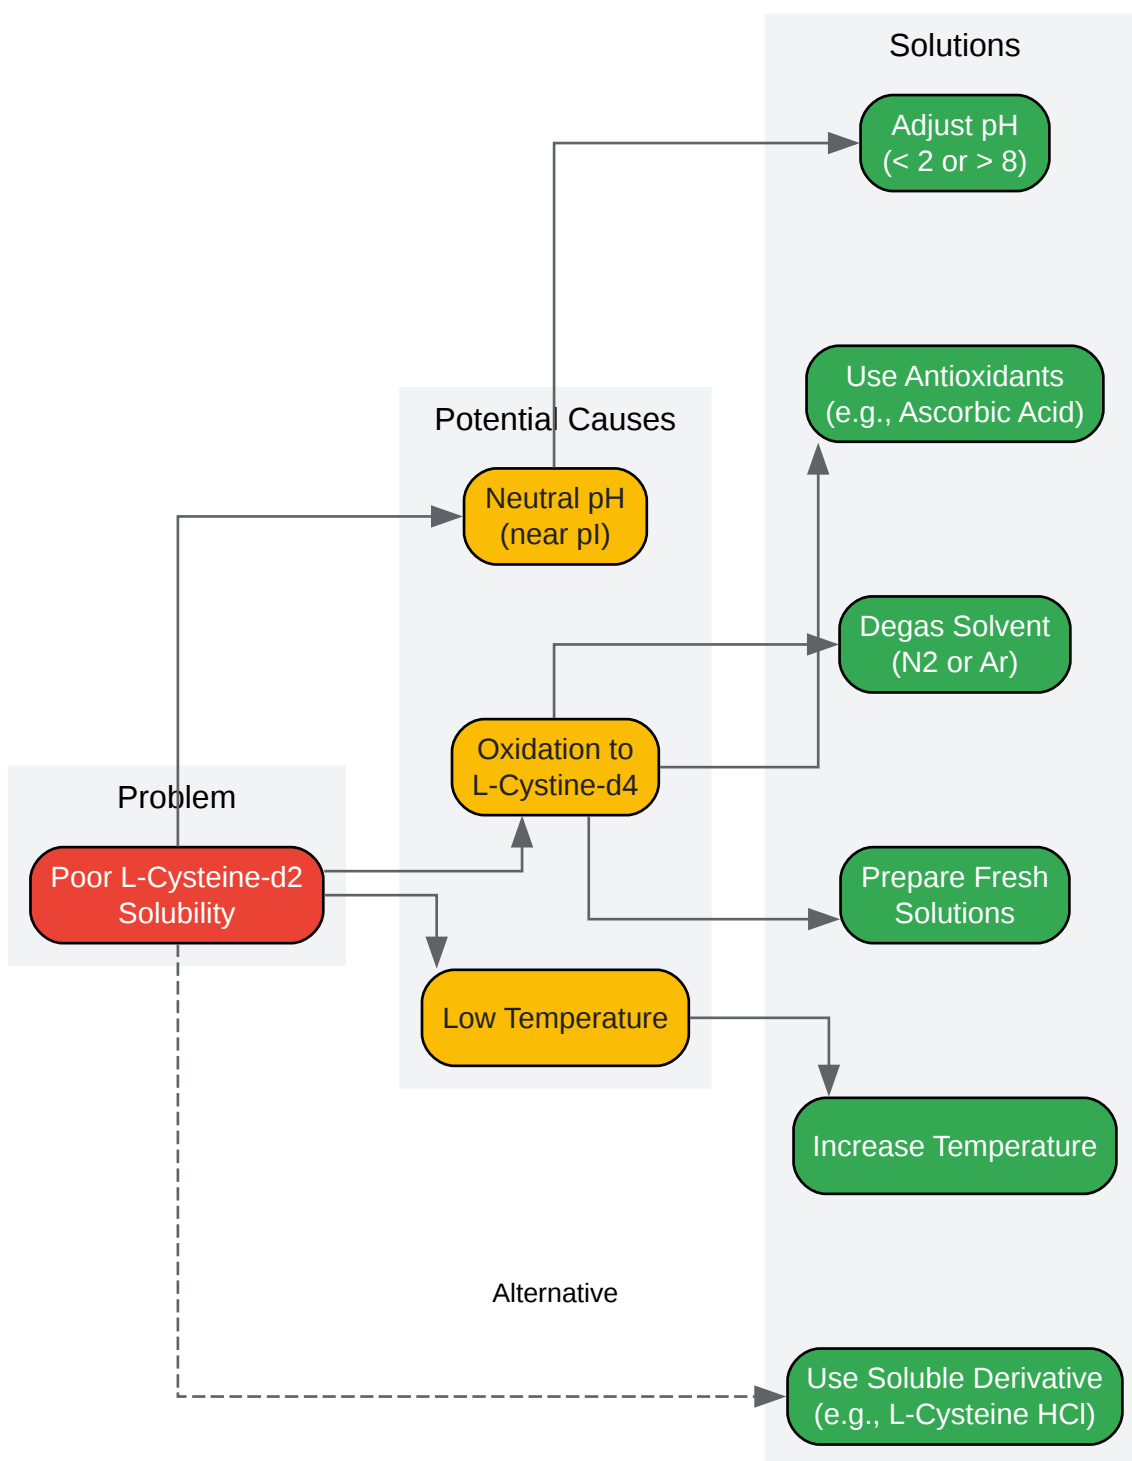 Solutions
Adjust pH
(< 2 or > 8)
Use Antioxidants
(e.g., Ascorbic Acid)
Potential Causes
Neutral pH
(near pI)
Degas Solvent
(N2 or Ar)
Oxidation to
L-Cystine-d4
Problem
Poor L-Cysteine-d2
Solubility
Prepare Fresh
Solutions
Low Temperature
Increase Temperature
Alternative
Use Soluble Derivative
(e.g., L-Cysteine HCl)